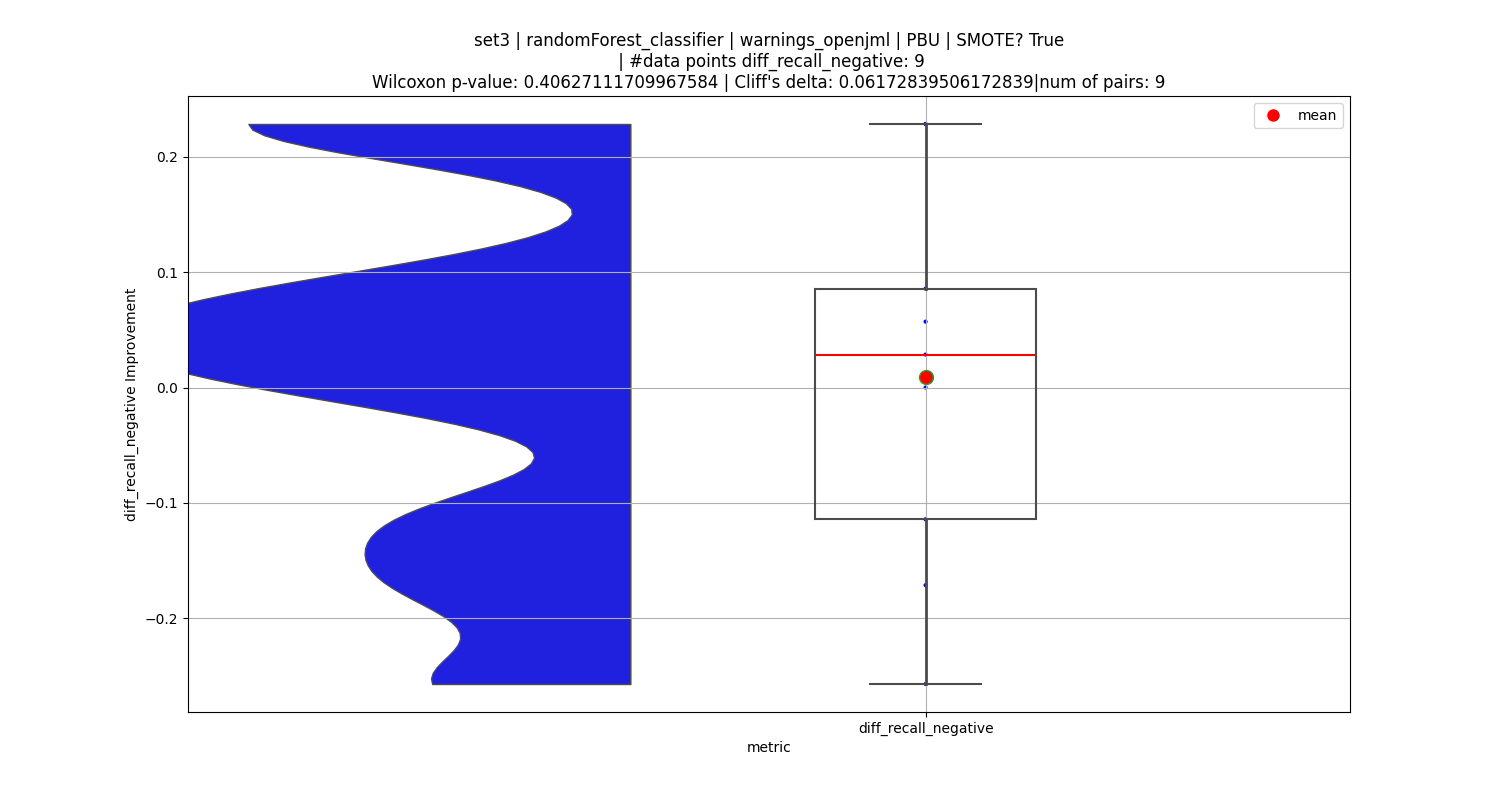 set3 | randomForest_classifier | warnings_openjml | PBU | SMOTE? True
| #data points diff_recall_negative: 9
Wilcoxon p-value: 0.40627111709967584 | Cliff's delta: 0.06172839506172839|num of pairs: 9
mean
0.2
0.1
0.0
−0.1
−0.2
diff_recall_negative Improvement
diff_recall_negative
metric